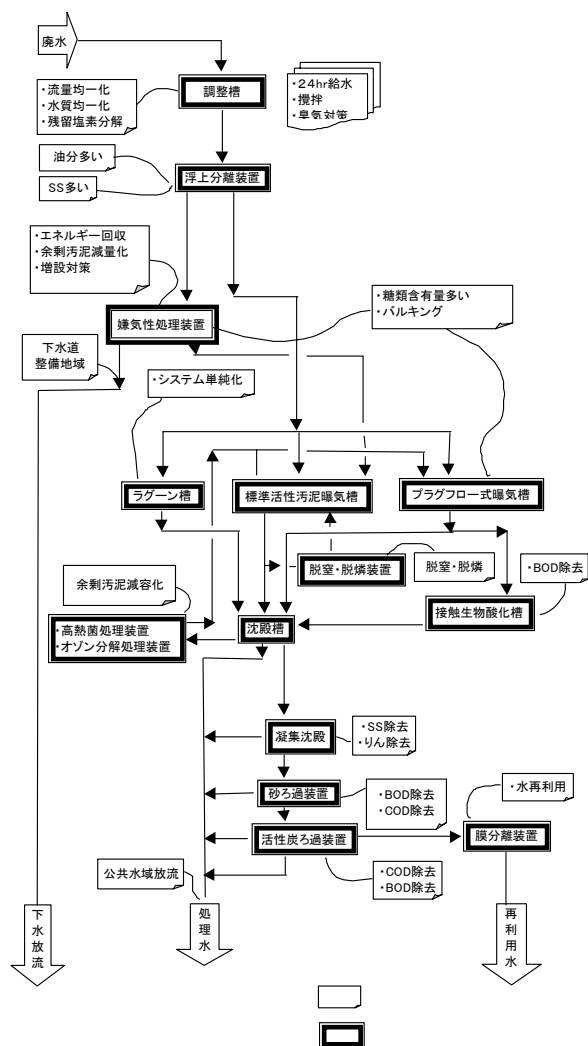 廃水
調整槽
・流量均一化
・水質均一化
・残留塩素分解
・24hr給水
・攪拌
・臭気対策
油分多い
SS多い
浮上分離装置
・エネルギー回収
・余剰汚泥減量化
・増設対策
・糖類含有量多い
・バルキング
嫌気性処理装置
下水道
整備地域
・システム単純化
ラグーン槽
標準活性汚泥曝気槽
プラグフロー式曝気槽
脱窒・脱燐装置
脱窒・脱燐
・BOD除去
余剰汚泥減容化
接触生物酸化槽
・高熱菌処理装置
・オゾン分解処理装置
沈殿槽
凝集沈殿
・SS除去
・りん除去
砂ろ過装置
・BOD除去
・COD除去
・水再利用
活性炭ろ過装置
膜分離装置
公共水域放流
・COD除去
・BOD除去
下水放流
処理水
再利用水